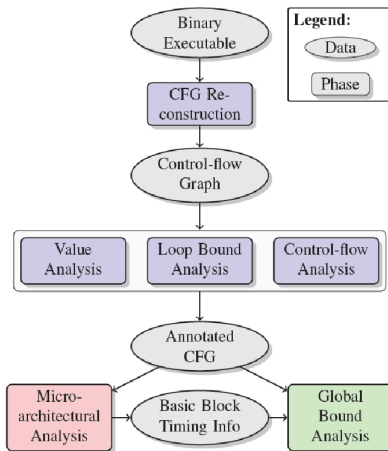 Binary
Executable
Legend:
Data
Phase
CFG Re-
construction
Control-flow
Graph
Value
Analysis
Loop Bound
Analysis
Control-flow
Analysis
Annotated
CFG
Micro-
architectural
Analysis
Basic Block
Timing Info
Global
Bound
Analysis